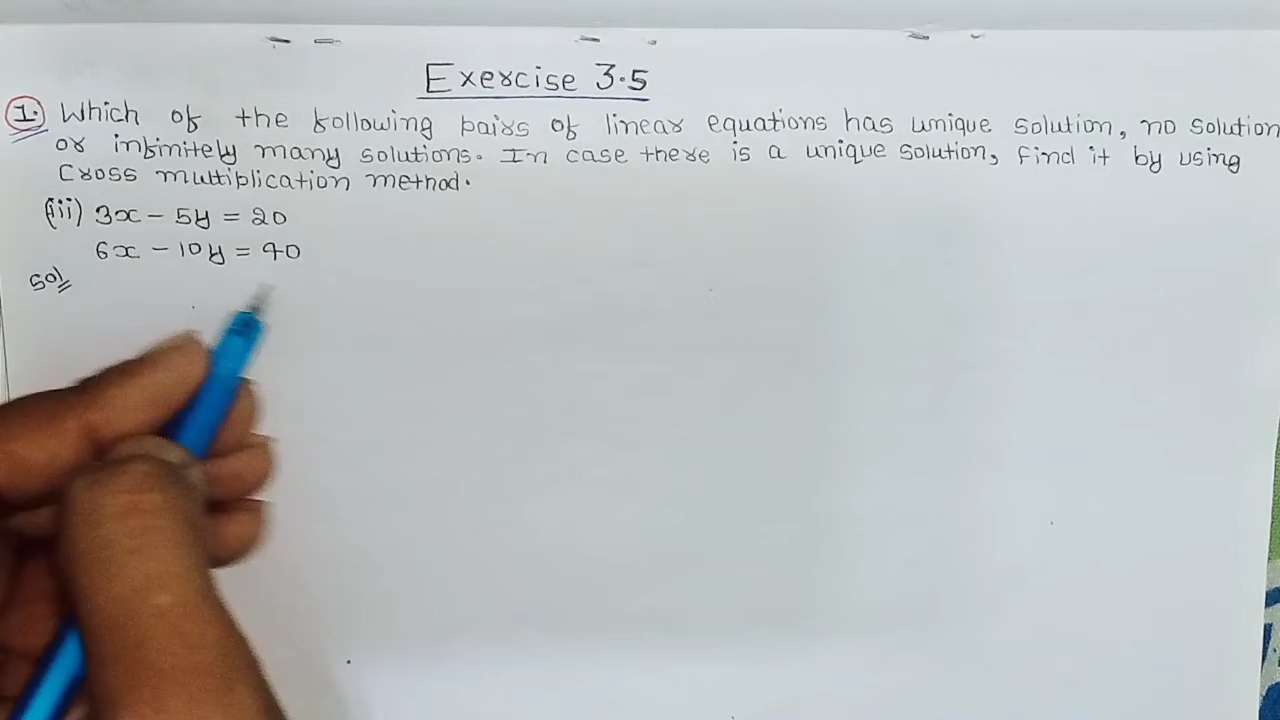 Exercise 3.5
1. Which of the following pairs of linear equations has unique solution, no solution
or infinitely many solutions. In case there is a unique solution, find it by using
Cross multiplication method.
(iii) 3x - 5y = 20
6x - 10y = 40
Sol